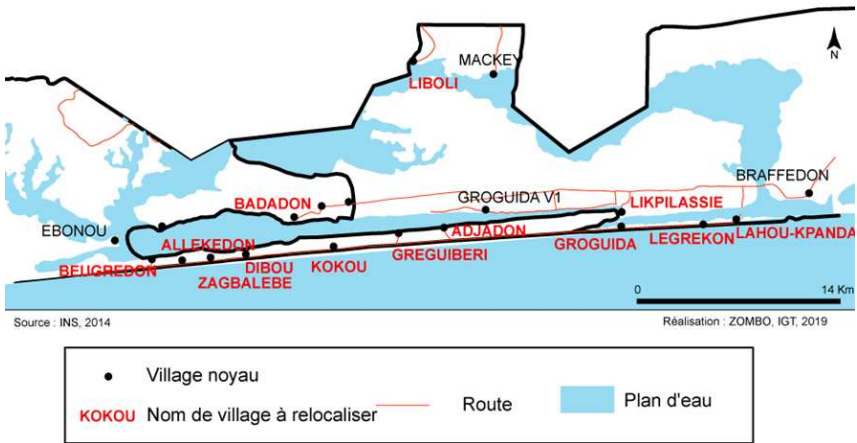 N
MACKEY
LIBOLI
BRAFFEDON
BADADON
GROGUIDA V1
LIKPILASSIE
EBONOU
ALLEKEDON
ADJADON
GROGUIDA
LEGREKON
LAHOU-KPANDA
BEUGREDON
DIBOU
KOKOU
GREGUIBERI
ZAGBALEBE
0 14 Km
Source : INS, 2014
Réalisation : ZOMBO, IGT, 2019
Village noyau
KOKOU Nom de village à relocaliser
Route
Plan d'eau